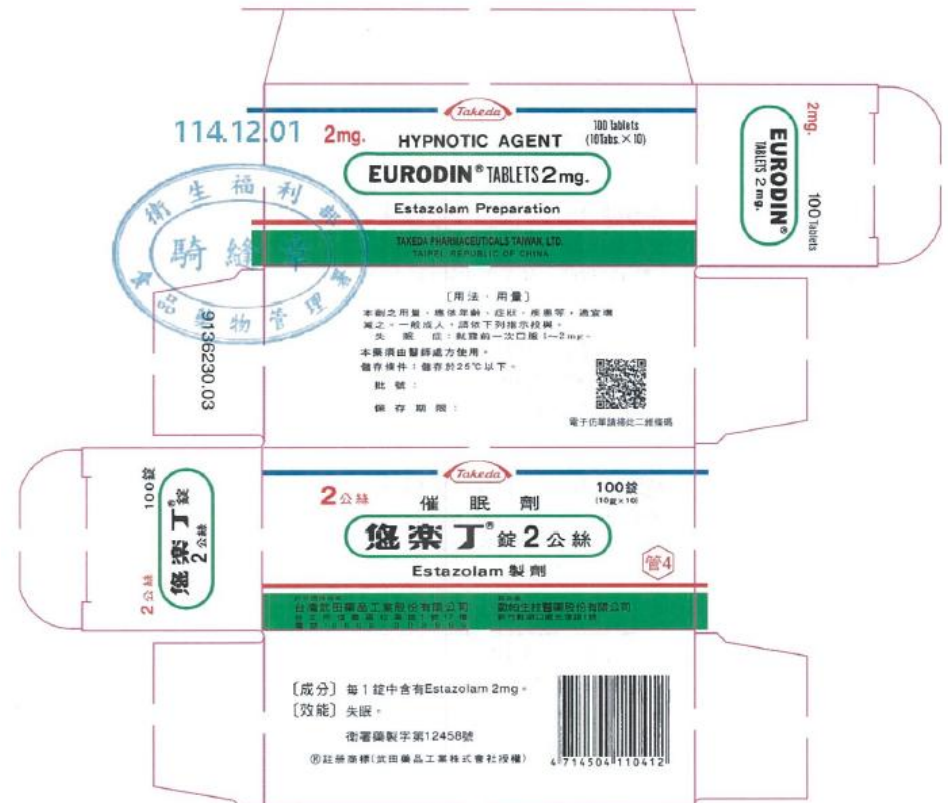 Takeda
114.12.01
2mg.
HYPNOTIC AGENT
100 tablets
(10Tabs.×10)
EURODIN® TABLETS 2mg.
Estazolam Preparation
TAKEDA PHARMACEUTICALS TAIWAN, LTD.
TAIPEI, REPUBLIC OF CHINA
2mg.
100 Tablets
EURODIN®
TABLETS 2mg.
衛生福利部
騎縫章
食品藥物管理署
9136230.03
〔用法、用量〕
本劑之用量,應依年齡、症狀、疾患等,適宜增
減之。一般成人,請依下列指示投與。
失眠症:就寢前一次口服1~2mg。
本藥須由醫師處方使用。
儲存條件:儲存於25℃以下。
批號:
保存期限:
電子仿單請掃此二維條碼
2公絲
100錠
悠楽丁®錠
2公絲
Takeda
2公絲
催眠劑
100錠
(10錠×10)
悠楽丁®錠2公絲
Estazolam製劑
管4
台灣武田藥品工業股份有限公司
〔成分〕每1錠中含有Estazolam 2mg。
〔效能〕失眠。
衛署藥製字第12458號
®註冊商標(武田藥品工業株式會社授權)
4 714504 110412